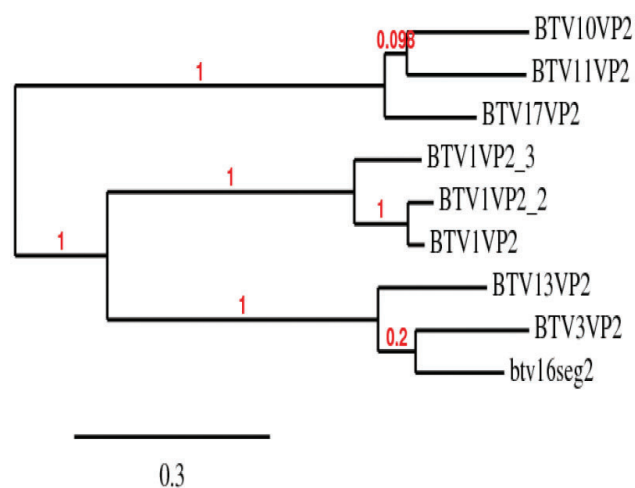 BTV10VP2
0.098
BTV11VP2
1
BTV17VP2
BTV1VP2_3
1
BTV1VP2_2
1
BTV1VP2
1
BTV13VP2
1
BTV3VP2
0.2
btv16seg2
0.3